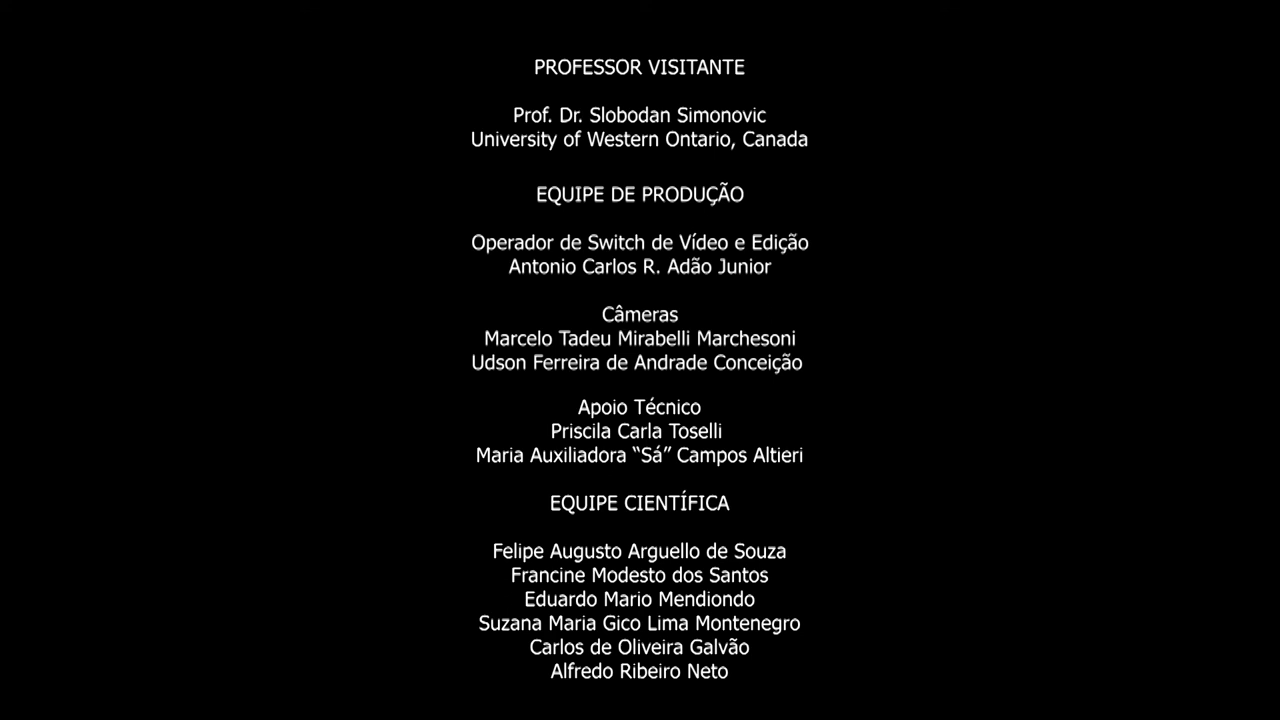 PROFESSOR VISITANTE
Prof. Dr. Slobodan Simonovic
University of Western Ontario, Canada
EQUIPE DE PRODUÇÃO
Operador de Switch de Vídeo e Edição
Antonio Carlos R. Adão Junior
Câmeras
Marcelo Tadeu Mirabelli Marchesoni
Udson Ferreira de Andrade Conceição
Apoio Técnico
Priscila Carla Toselli
Maria Auxiliadora “Sá” Campos Altieri
EQUIPE CIENTÍFICA
Felipe Augusto Arguello de Souza
Francine Modesto dos Santos
Eduardo Mario Mendiondo
Suzana Maria Gico Lima Montenegro
Carlos de Oliveira Galvão
Alfredo Ribeiro Neto